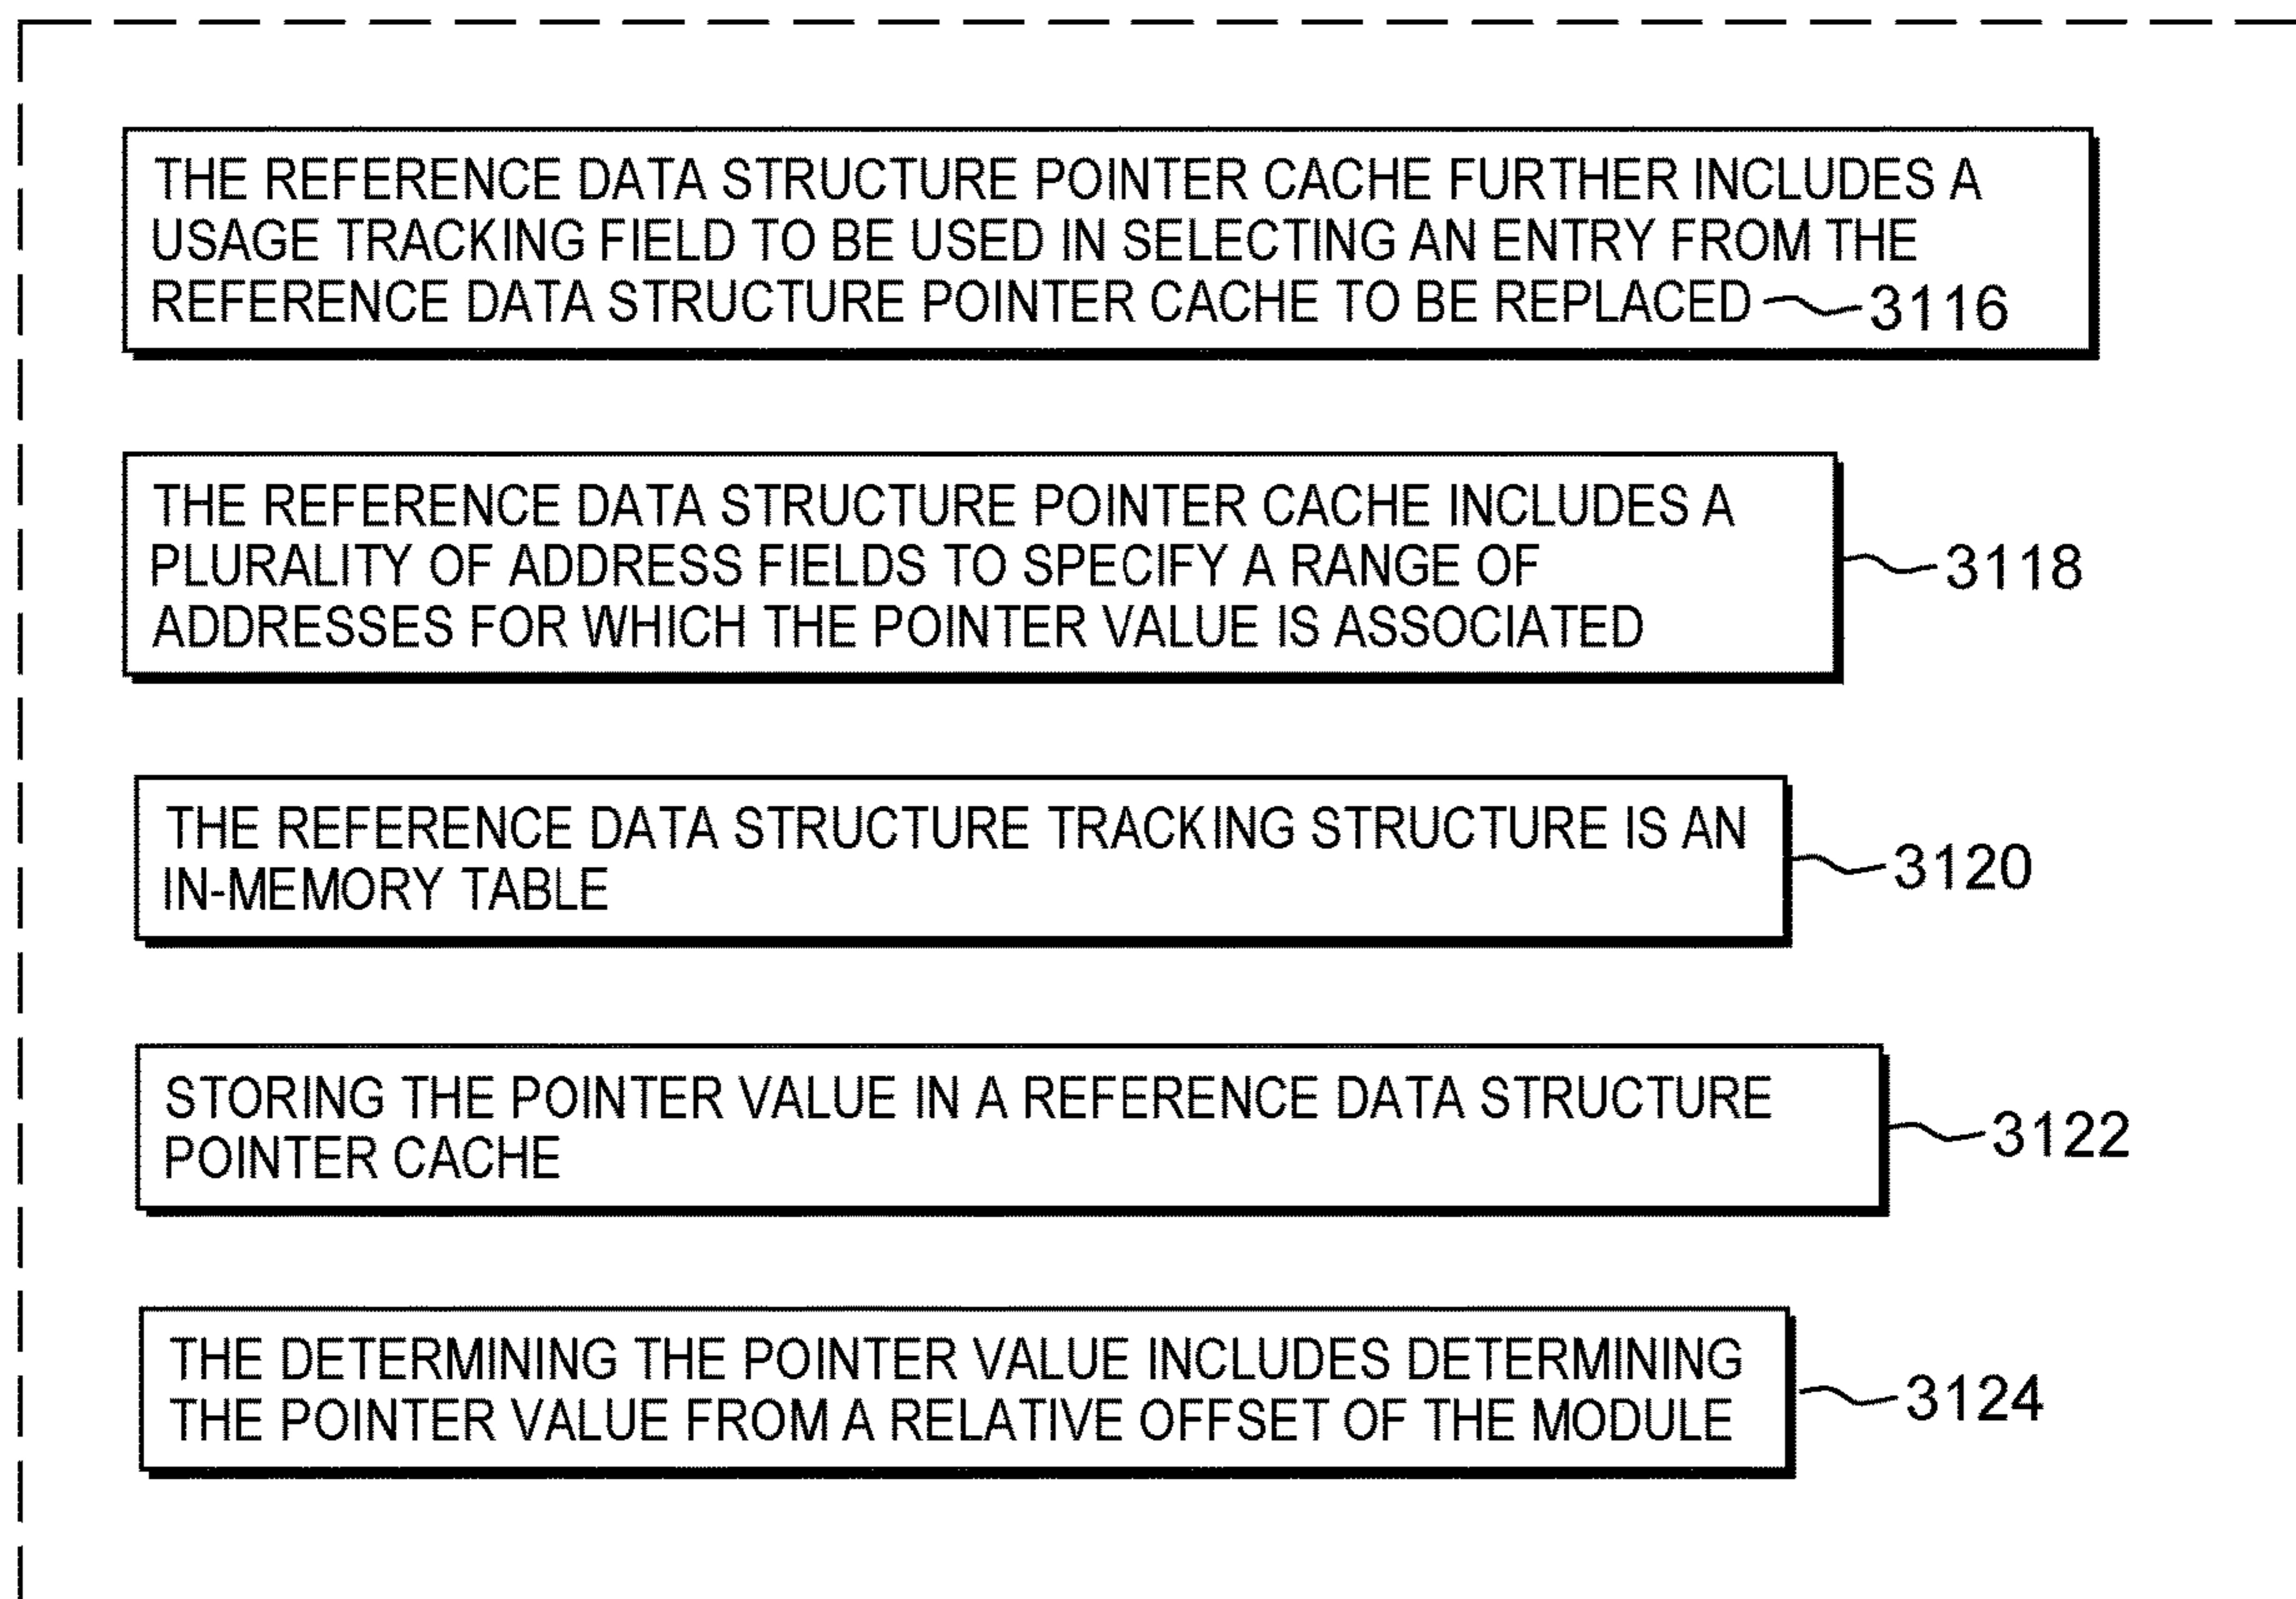 THE REFERENCE DATA STRUCTURE POINTER CACHE FURTHER INCLUDES A
USAGE TRACKING FIELD TO BE USED IN SELECTING AN ENTRY FROM THE
REFERENCE DATA STRUCTURE POINTER CACHE TO BE REPLACED 3116
THE REFERENCE DATA STRUCTURE POINTER CACHE INCLUDES A
PLURALITY OF ADDRESS FIELDS TO SPECIFY A RANGE OF
ADDRESSES FOR WHICH THE POINTER VALUE IS ASSOCIATED
3118
THE REFERENCE DATA STRUCTURE TRACKING STRUCTURE IS AN
IN-MEMORY TABLE
3120
STORING THE POINTER VALUE IN A REFERENCE DATA STRUCTURE
POINTER CACHE
3122
THE DETERMINING THE POINTER VALUE INCLUDES DETERMINING
THE POINTER VALUE FROM A RELATIVE OFFSET OF THE MODULE
3124